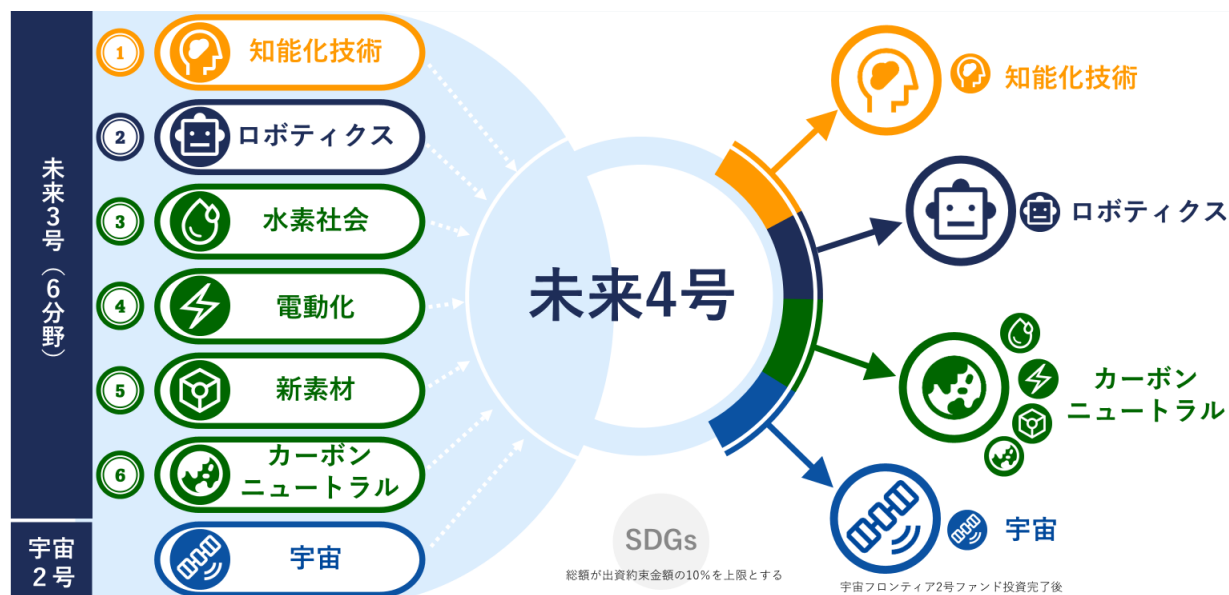 未来3号（6分野）
1
知能化技術
2
ロボティクス
3
水素社会
4
電動化
5
新素材
6
カーボン
ニュートラル
宇宙
2号
宇宙
未来4号
知能化技術
ロボティクス
カーボン
ニュートラル
宇宙
SDGs
総額が出資約束金額の10%を上限とする
宇宙フロンティア2号ファンド投資完了後